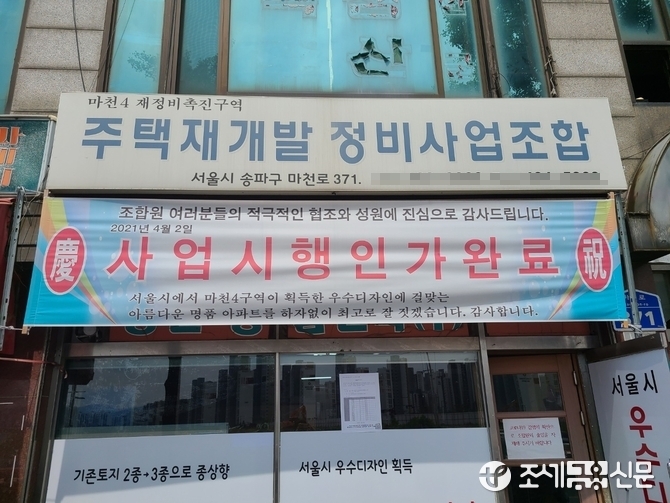 마천4 재정비촉진구역
주택재개발 정비사업조합
서울시 송파구 마천로 371.
조합원 여러분들의 적극적인 협조와 성원에 진심으로 감사드립니다.
2021년 4월 2일
慶 사업시행인가완료 祝
서울시에서 마천4구역이 획득한 우수디자인에 걸맞는
아름다운 명품 아파트를 하자없이 최고로 잘 짓겠습니다. 감사합니다.
371
기존토지 2종→3종으로 종상향
서울시 우수디자인 획득
서울시
우수
조세금융신문